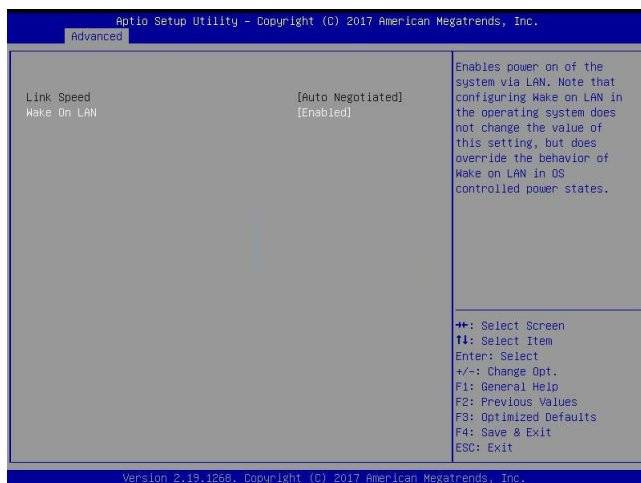 Aptio Setup Utility – Copyright (C) 2017 American Megatrends, Inc.
Advanced
Link Speed [Auto Negotiated]
Wake On LAN [Enabled]
Enables power on of the
system via LAN. Note that
configuring Wake on LAN in
the operating system does
not change the value of
this setting, but does
override the behavior of
Wake on LAN in OS
controlled power states.
→←: Select Screen
↑↓: Select Item
Enter: Select
+/-: Change Opt.
F1: General Help
F2: Previous Values
F3: Optimized Defaults
F4: Save & Exit
ESC: Exit
Version 2.19.1268. Copyright (C) 2017 American Megatrends, Inc.